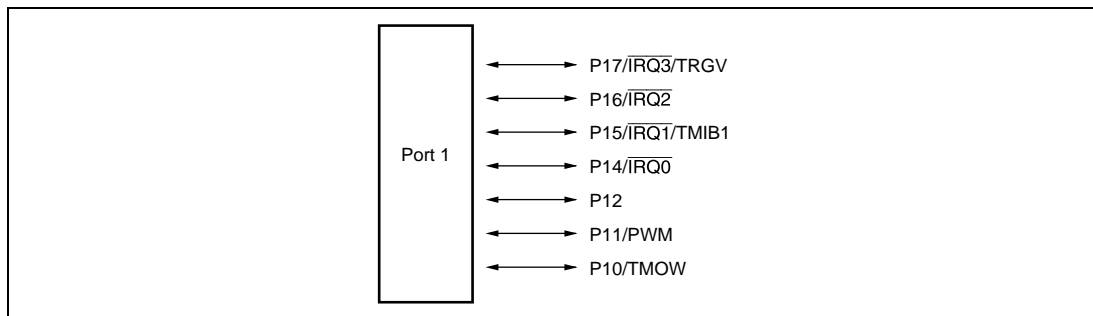 Port 1
P17/IRQ3/TRGV
P16/IRQ2
P15/IRQ1/TMIB1
P14/IRQ0
P12
P11/PWM
P10/TMOW